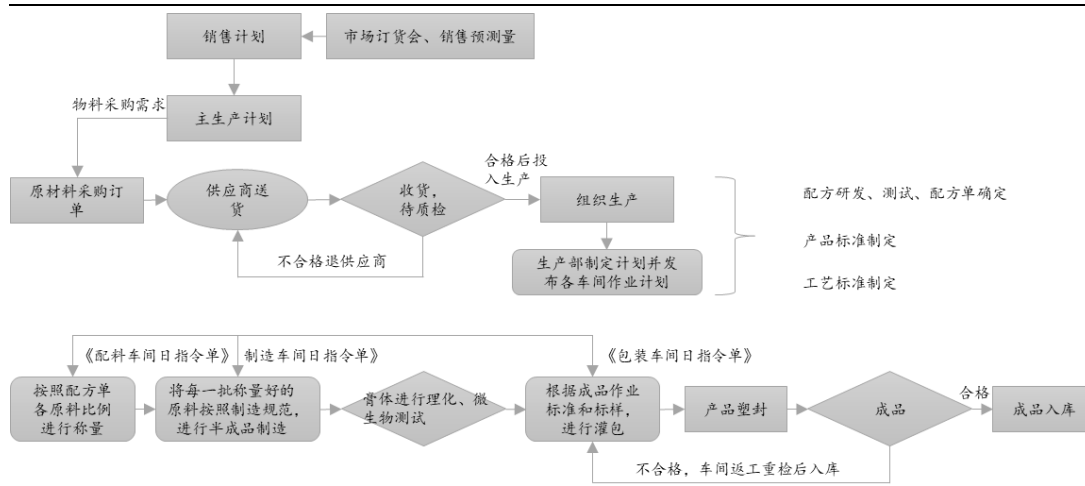 销售计划
市场订货会、销售预测量
物料采购需求
主生产计划
原材料采购订
单
供应商送
货
收货，
待质检
合格后投
入生产
组织生产
不合格退供应商
生产部制定计划并发
布各车间作业计划
配方研发、测试、配方单确定
产品标准制定
工艺标准制定
《配料车间日指令单》
制造车间日指令单》
《包装车间日指令单》
按照配方单
各原料比例
进行称量
将每一批称量好的
原料按照制造规范，
进行半成品制造
膏体进行理化、微
生物测试
根据成品作业
标准和标样，
进行灌包
产品塑封
成品
合格
成品入库
不合格，车间返工重检后入库